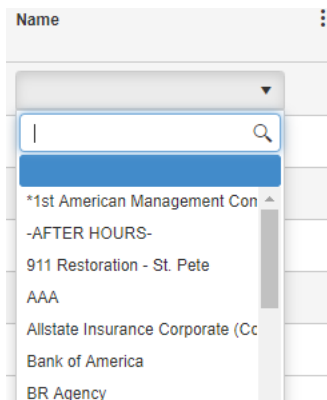 Name
*1st American Management Con
-AFTER HOURS-
911 Restoration - St. Pete
AAA
Allstate Insurance Corporate (Cc
Bank of America
BR Agency